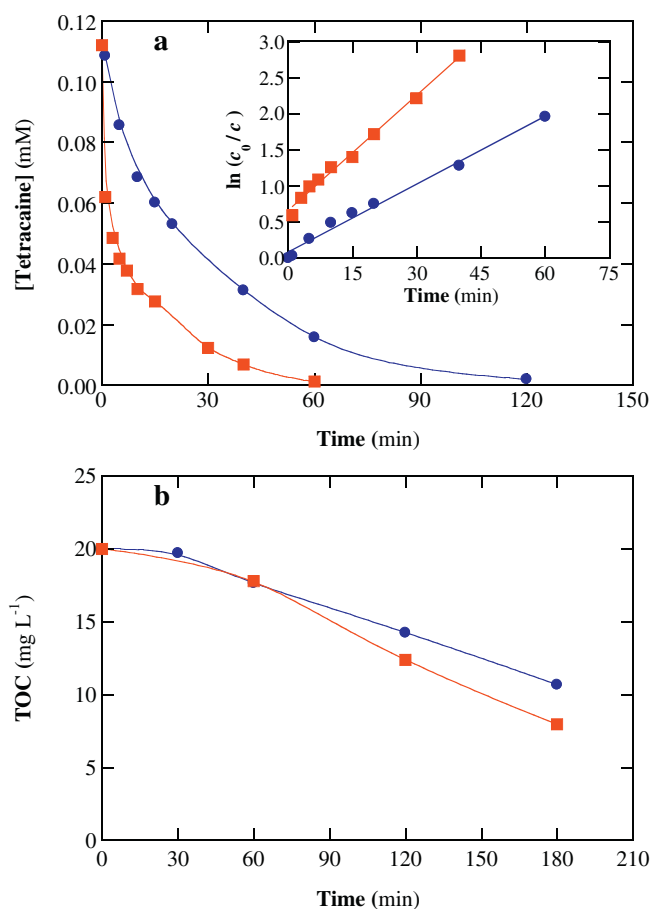 a
0.12
0.10
0.08
0.06
0.04
0.02
0.00
[Tetracaine] (mM)
3.0
2.5
2.0
1.5
1.0
0.5
0.0
ln (c0/c)
0 15 30 45 60 75
Time (min)
0 30 60 90 120 150
Time (min)
b
25
20
15
10
5
0
TOC (mg L-1)
0 30 60 90 120 150 180 210
Time (min)